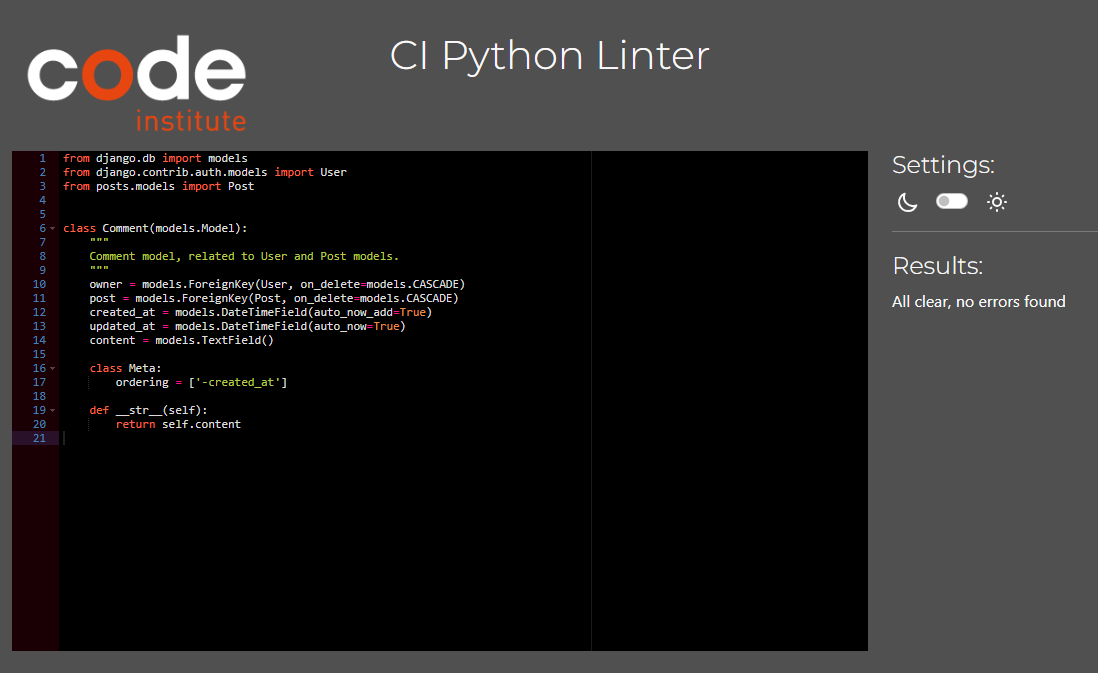 code
institute
CI Python Linter
1 from django.db import models
2 from django.contrib.auth.models import User
3 from posts.models import Post
4
5
6 class Comment(models.Model):
7     """
8     Comment model, related to User and Post models.
9     """
10     owner = models.ForeignKey(User, on_delete=models.CASCADE)
11     post = models.ForeignKey(Post, on_delete=models.CASCADE)
12     created_at = models.DateTimeField(auto_now_add=True)
13     updated_at = models.DateTimeField(auto_now=True)
14     content = models.TextField()
15
16     class Meta:
17         ordering = ['-created_at']
18
19     def __str__(self):
20         return self.content
21
Settings:
Results:
All clear, no errors found